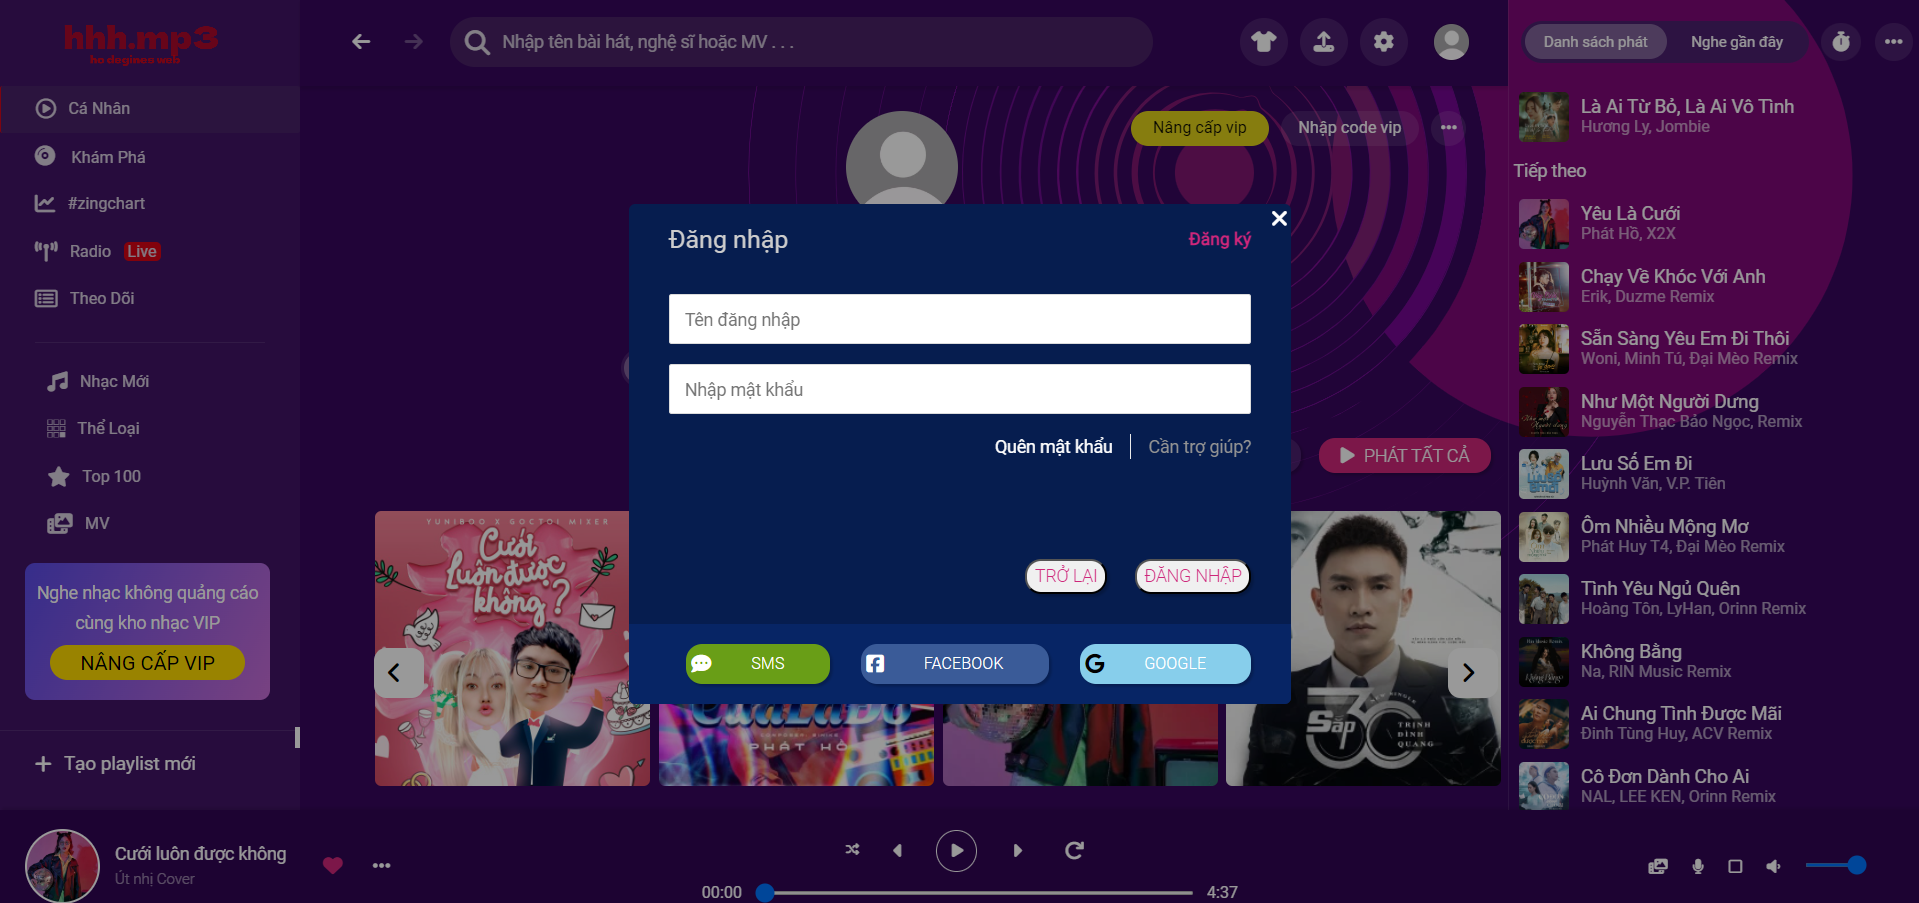 hhh.mp3
Cá Nhân
Khám Phá
#zingchart
Radio Live
Theo Dõi
Nhạc Mới
Thể Loại
Top 100
MV
Nghe nhạc không quảng cáo
cùng kho nhạc VIP
NÂNG CẤP VIP
Tạo playlist mới
Nhập tên bài hát, nghệ sĩ hoặc MV . . .
Nâng cấp vip
Nhập code vip
Đăng nhập
Đăng ký
Tên đăng nhập
Nhập mật khẩu
Quên mật khẩu
Cần trợ giúp?
TRỞ LẠI
ĐĂNG NHẬP
SMS
FACEBOOK
GOOGLE
PHÁT TẤT CẢ
YUNIBOO X GOCTOI MIXER
Cưới
luôn được
không?
PHÁT HỒ
Sắp
30
TRỊNH
ĐÌNH
QUANG
Danh sách phát
Nghe gần đây
Là Ai Từ Bỏ, Là Ai Vô Tình
Hương Ly, Jombie
Tiếp theo
Yêu Là Cưới
Phát Hồ, X2X
Chạy Về Khóc Với Anh
Erik, Duzme Remix
Sẵn Sàng Yêu Em Đi Thôi
Woni, Minh Tú, Đại Mèo Remix
Như Một Người Dưng
Nguyễn Thạc Bảo Ngọc, Remix
Lưu Số Em Đi
Huỳnh Văn, V.P. Tiên
Ôm Nhiều Mộng Mơ
Phát Huy T4, Đại Mèo Remix
Tình Yêu Ngủ Quên
Hoàng Tôn, LyHan, Orinn Remix
Không Bằng
Na, RIN Music Remix
Ai Chung Tình Được Mãi
Đinh Tùng Huy, ACV Remix
Cô Đơn Dành Cho Ai
NAL, LEE KEN, Orinn Remix
Cưới luôn được không
Út nhị Cover
00:00
4:37